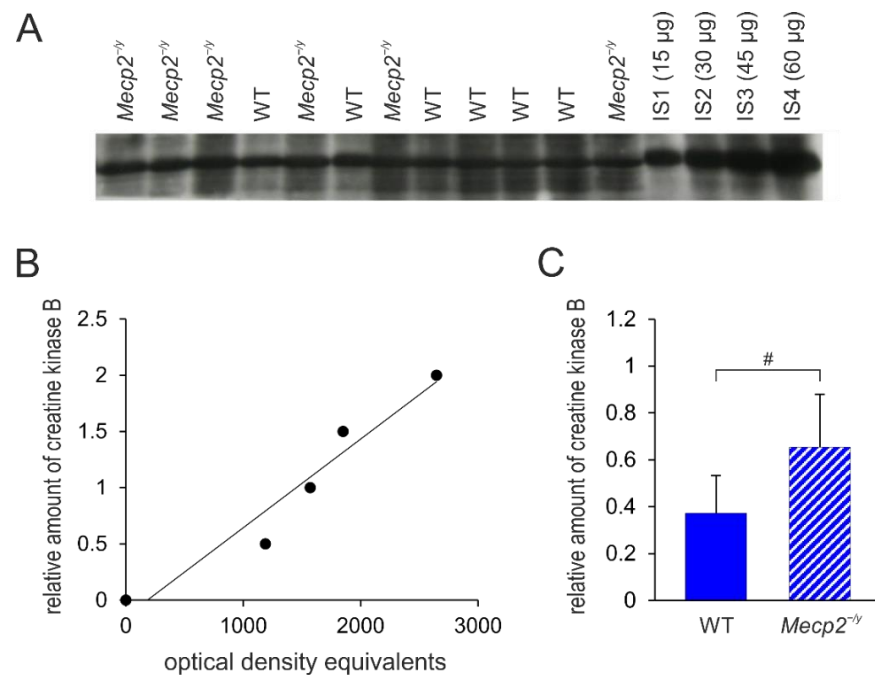 A
Mecp2⁻/ʸ
Mecp2⁻/ʸ
Mecp2⁻/ʸ
WT
Mecp2⁻/ʸ
WT
Mecp2⁻/ʸ
WT
WT
WT
WT
Mecp2⁻/ʸ
IS1 (15 µg)
IS2 (30 µg)
IS3 (45 µg)
IS4 (60 µg)
B
relative amount of creatine kinase B
2.5
2
1.5
1
0.5
0
0 1000 2000 3000
optical density equivalents
C
relative amount of creatine kinase B
1.2
1
0.8
0.6
0.4
0.2
0
#
WT Mecp2⁻/ʸ